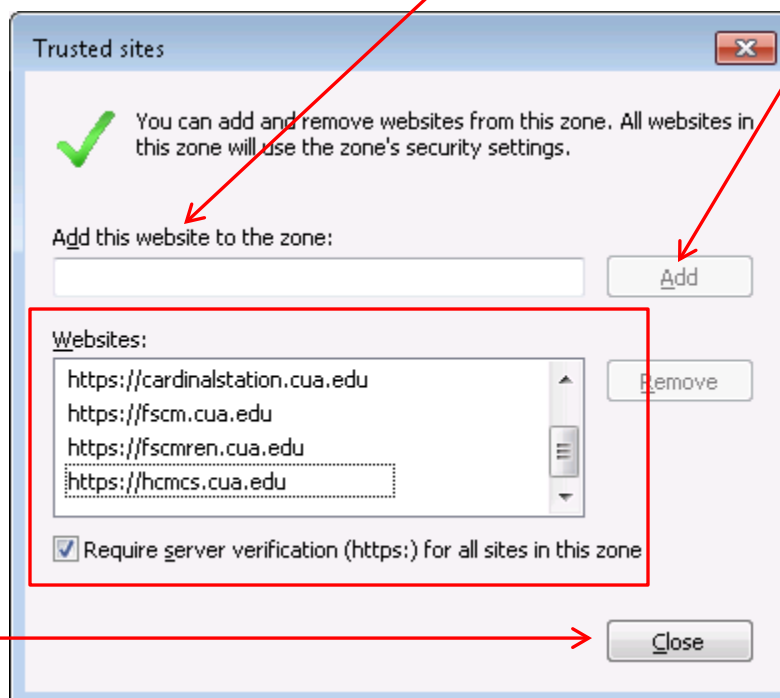 Trusted sites
You can add and remove websites from this zone. All websites in
this zone will use the zone's security settings.
Add this website to the zone:
Add
Websites:
https://cardinalstation.cua.edu
Remove
https://fscm.cua.edu
https://fscmren.cua.edu
https://hcmcs.cua.edu
Require server verification (https:) for all sites in this zone
Close